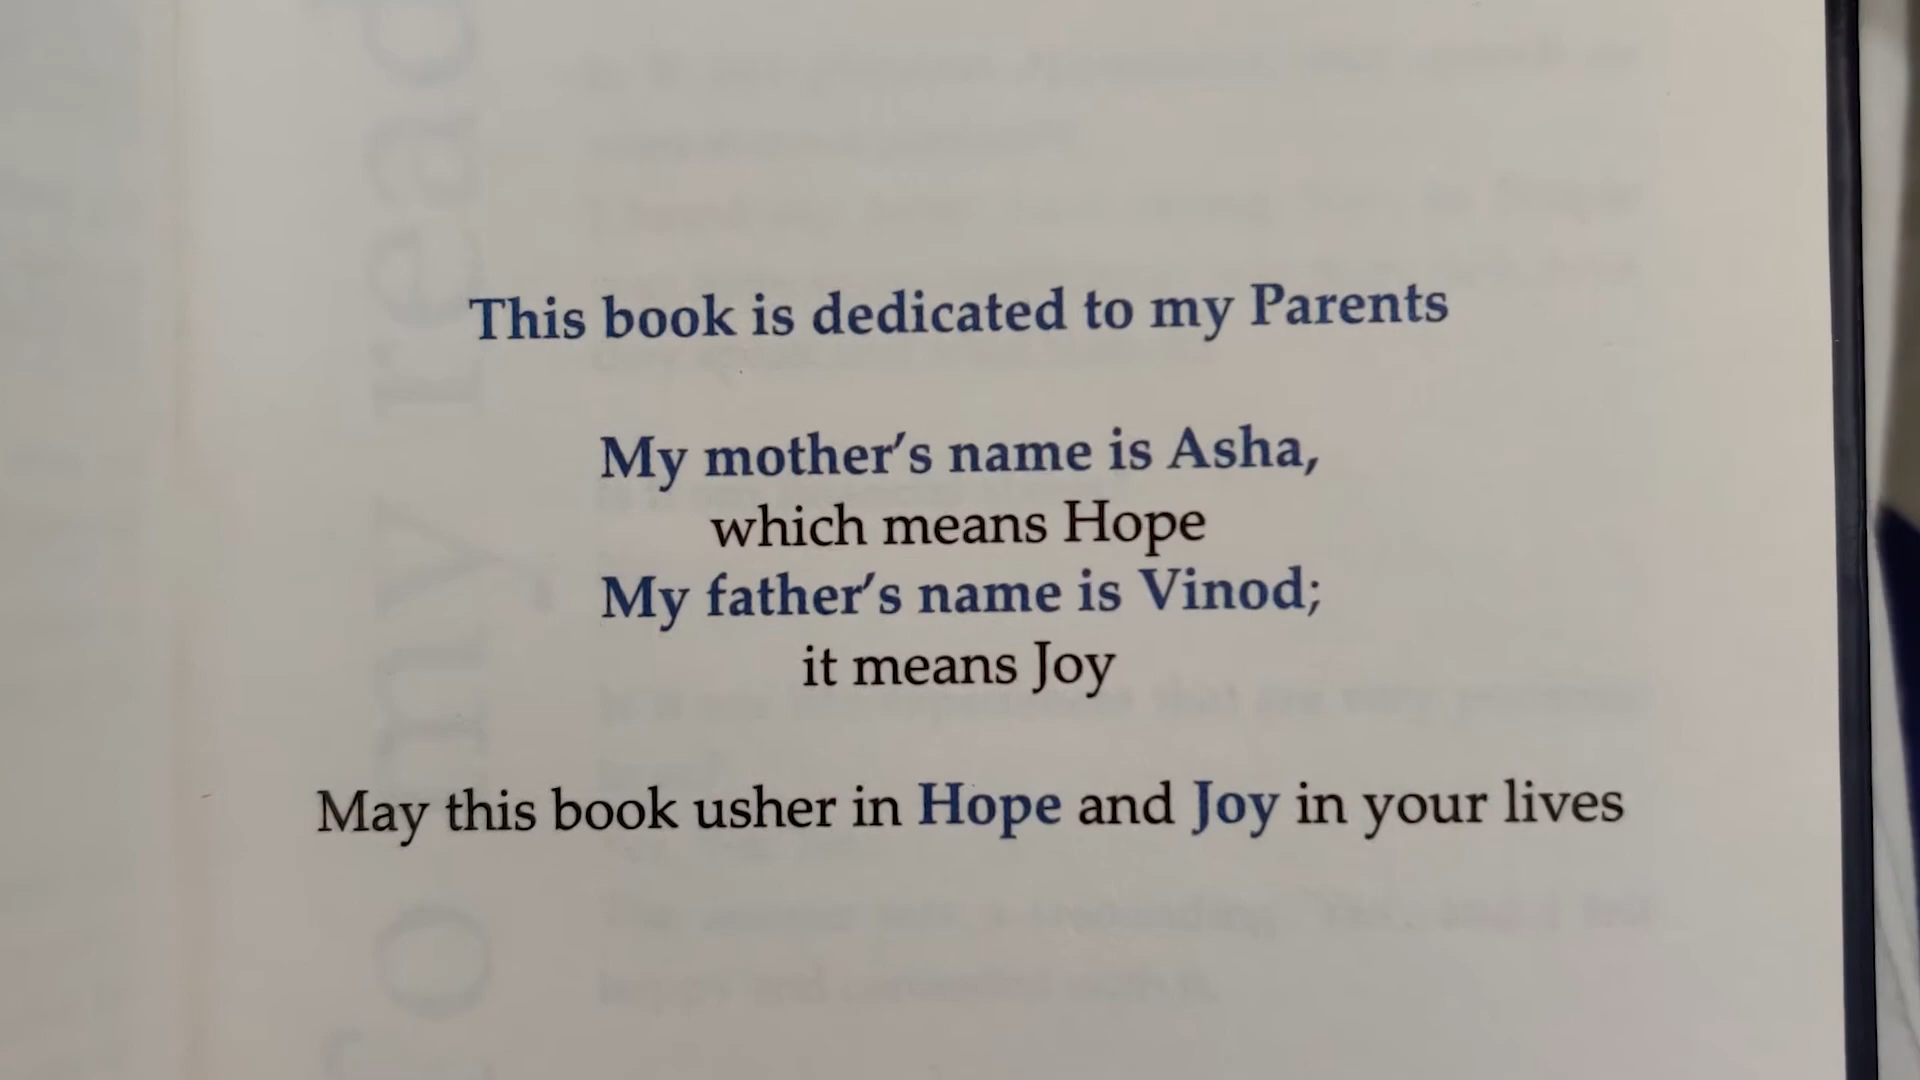 This book is dedicated to my Parents
My mother's name is Asha,
which means Hope
My father's name is Vinod;
it means Joy
May this book usher in Hope and Joy in your lives